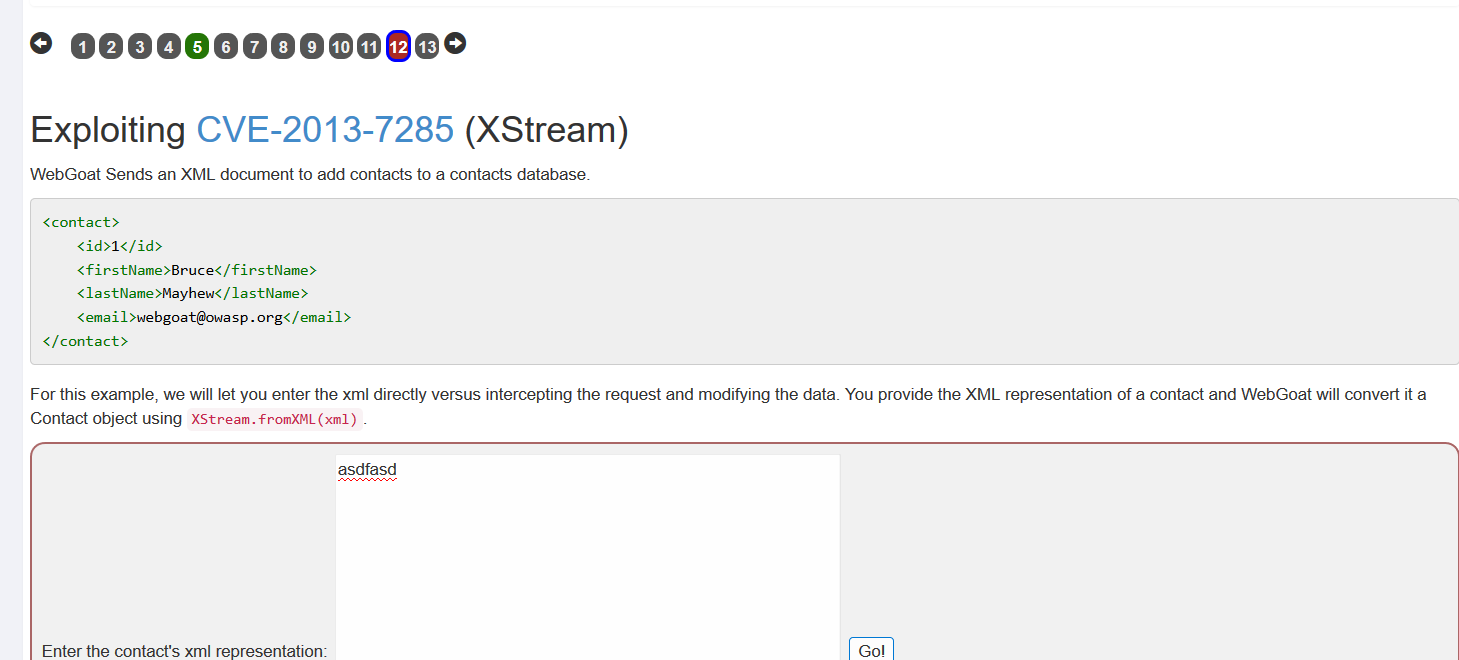 1 2 3 4 5 6 7 8 9 10 11 12 13
Exploiting CVE-2013-7285 (XStream)
WebGoat Sends an XML document to add contacts to a contacts database.
<contact>
    <id>1</id>
    <firstName>Bruce</firstName>
    <lastName>Mayhew</lastName>
    <email>webgoat@owasp.org</email>
</contact>
For this example, we will let you enter the xml directly versus intercepting the request and modifying the data. You provide the XML representation of a contact and WebGoat will convert it a
Contact object using XStream.fromXML(xml) .
asdfasd
Enter the contact's xml representation: Go!